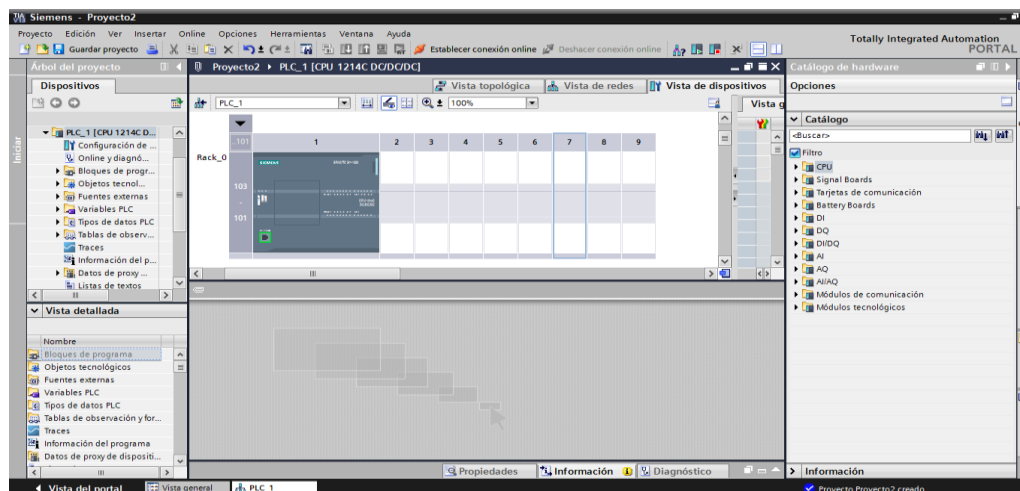 Siemens - Proyecto2
Proyecto Edición Ver Insertar Online Opciones Herramientas Ventana Ayuda
Guardar proyecto
Establecer conexión online
Deshacer conexión online
Totally Integrated Automation
PORTAL
Árbol del proyecto
Dispositivos
Iniciar
PLC_1 [CPU 1214C D...
Configuración de ...
Online y diagnó...
Bloques de progr...
Objetos tecnol...
Fuentes externas
Variables PLC
Tipos de datos PLC
Tablas de observ...
Traces
Información del p...
Datos de proxy ...
Listas de textos
Vista detallada
Nombre
Bloques de programa
Objetos tecnológicos
Fuentes externas
Variables PLC
Tipos de datos PLC
Tablas de observación y for...
Traces
Información del programa
Datos de proxy de dispositi...
Proyecto2 PLC_1 [CPU 1214C DC/DC/DC]
Vista topológica
Vista de redes
Vista de dispositivos
PLC_1
100%
Vista g
101 1 2 3 4 5 6 7 8 9
Rack_0
SIEMENS
103
101
Propiedades
Información
Diagnóstico
Catálogo de hardware
Opciones
Catálogo
<Buscar>
Filtro
CPU
Signal Boards
Tarjetas de comunicación
Battery Boards
DI
DQ
DI/DQ
AI
AQ
AI/AQ
Módulos de comunicación
Módulos tecnológicos
Información
Vista del portal
Vista general
PLC_1
Proyecto Proyecto2 creado